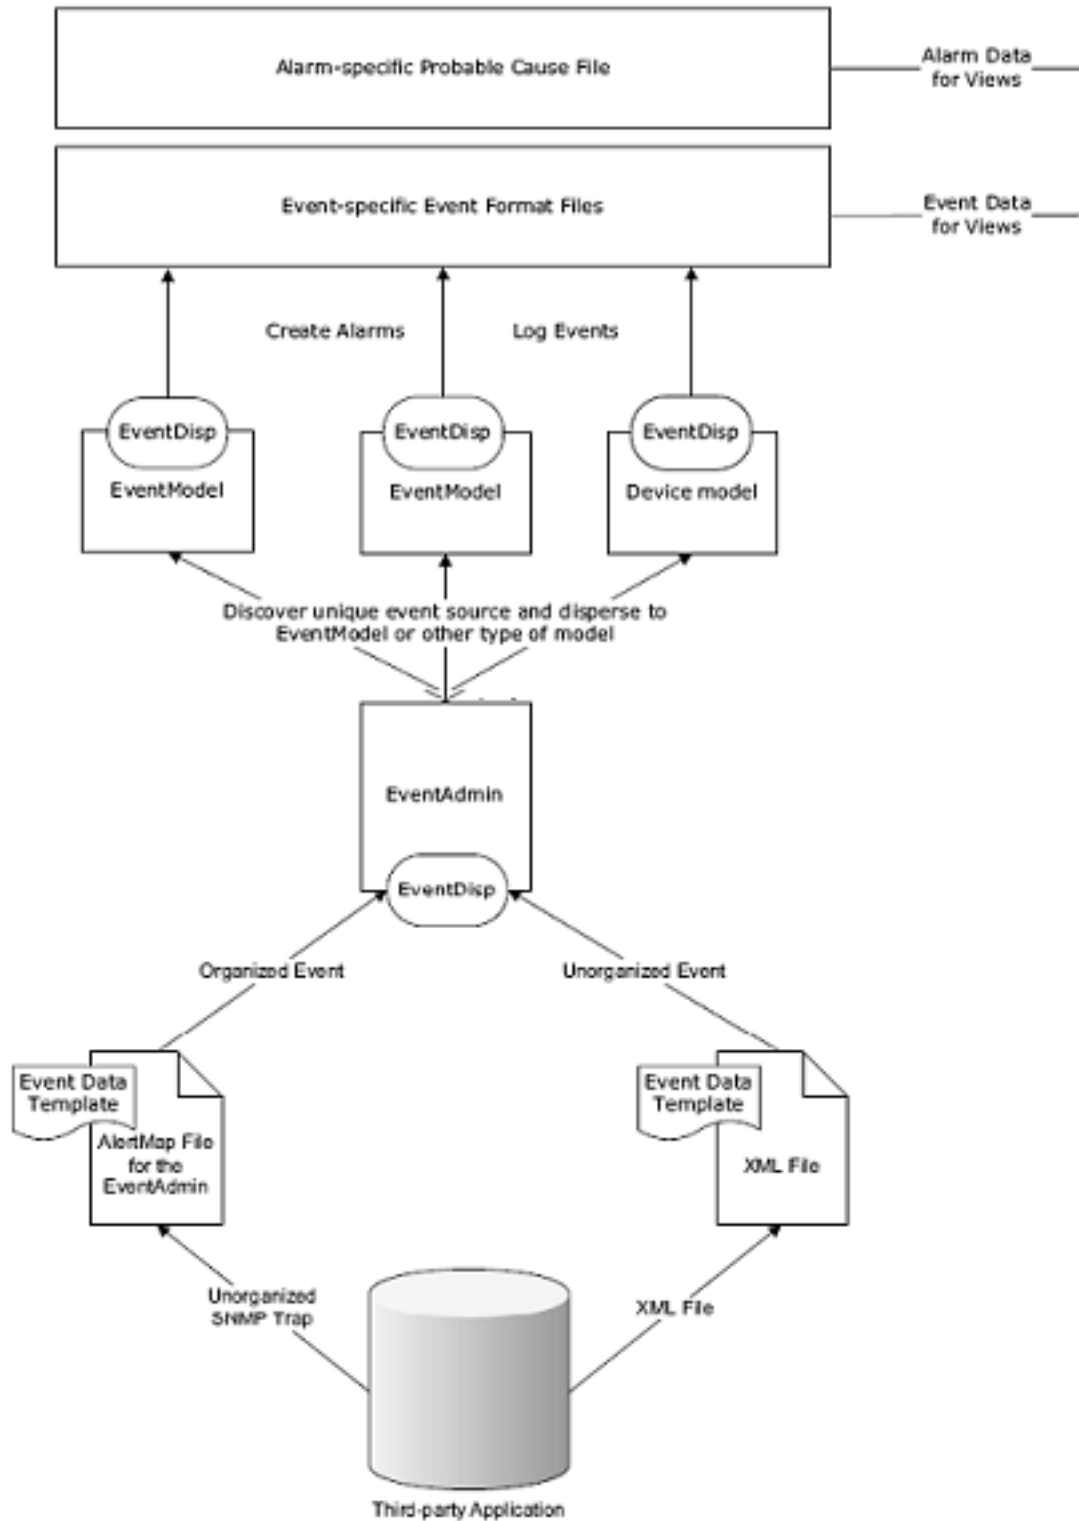 Alarm-specific Probable Cause File
Alarm Data
for Views
Event-specific Event Format Files
Event Data
for Views
Create Alarms
Log Events
EventDisp
EventModel
EventDisp
EventModel
EventDisp
Device model
Discover unique event source and disperse to
EventModel or other type of model
EventAdmin
EventDisp
Organized Event
Unorganized Event
Event Data
Template
AlertMap File
for the
EventAdmin
Event Data
Template
XML File
Unorganized
SNMP Trap
XML File
Third-party Application